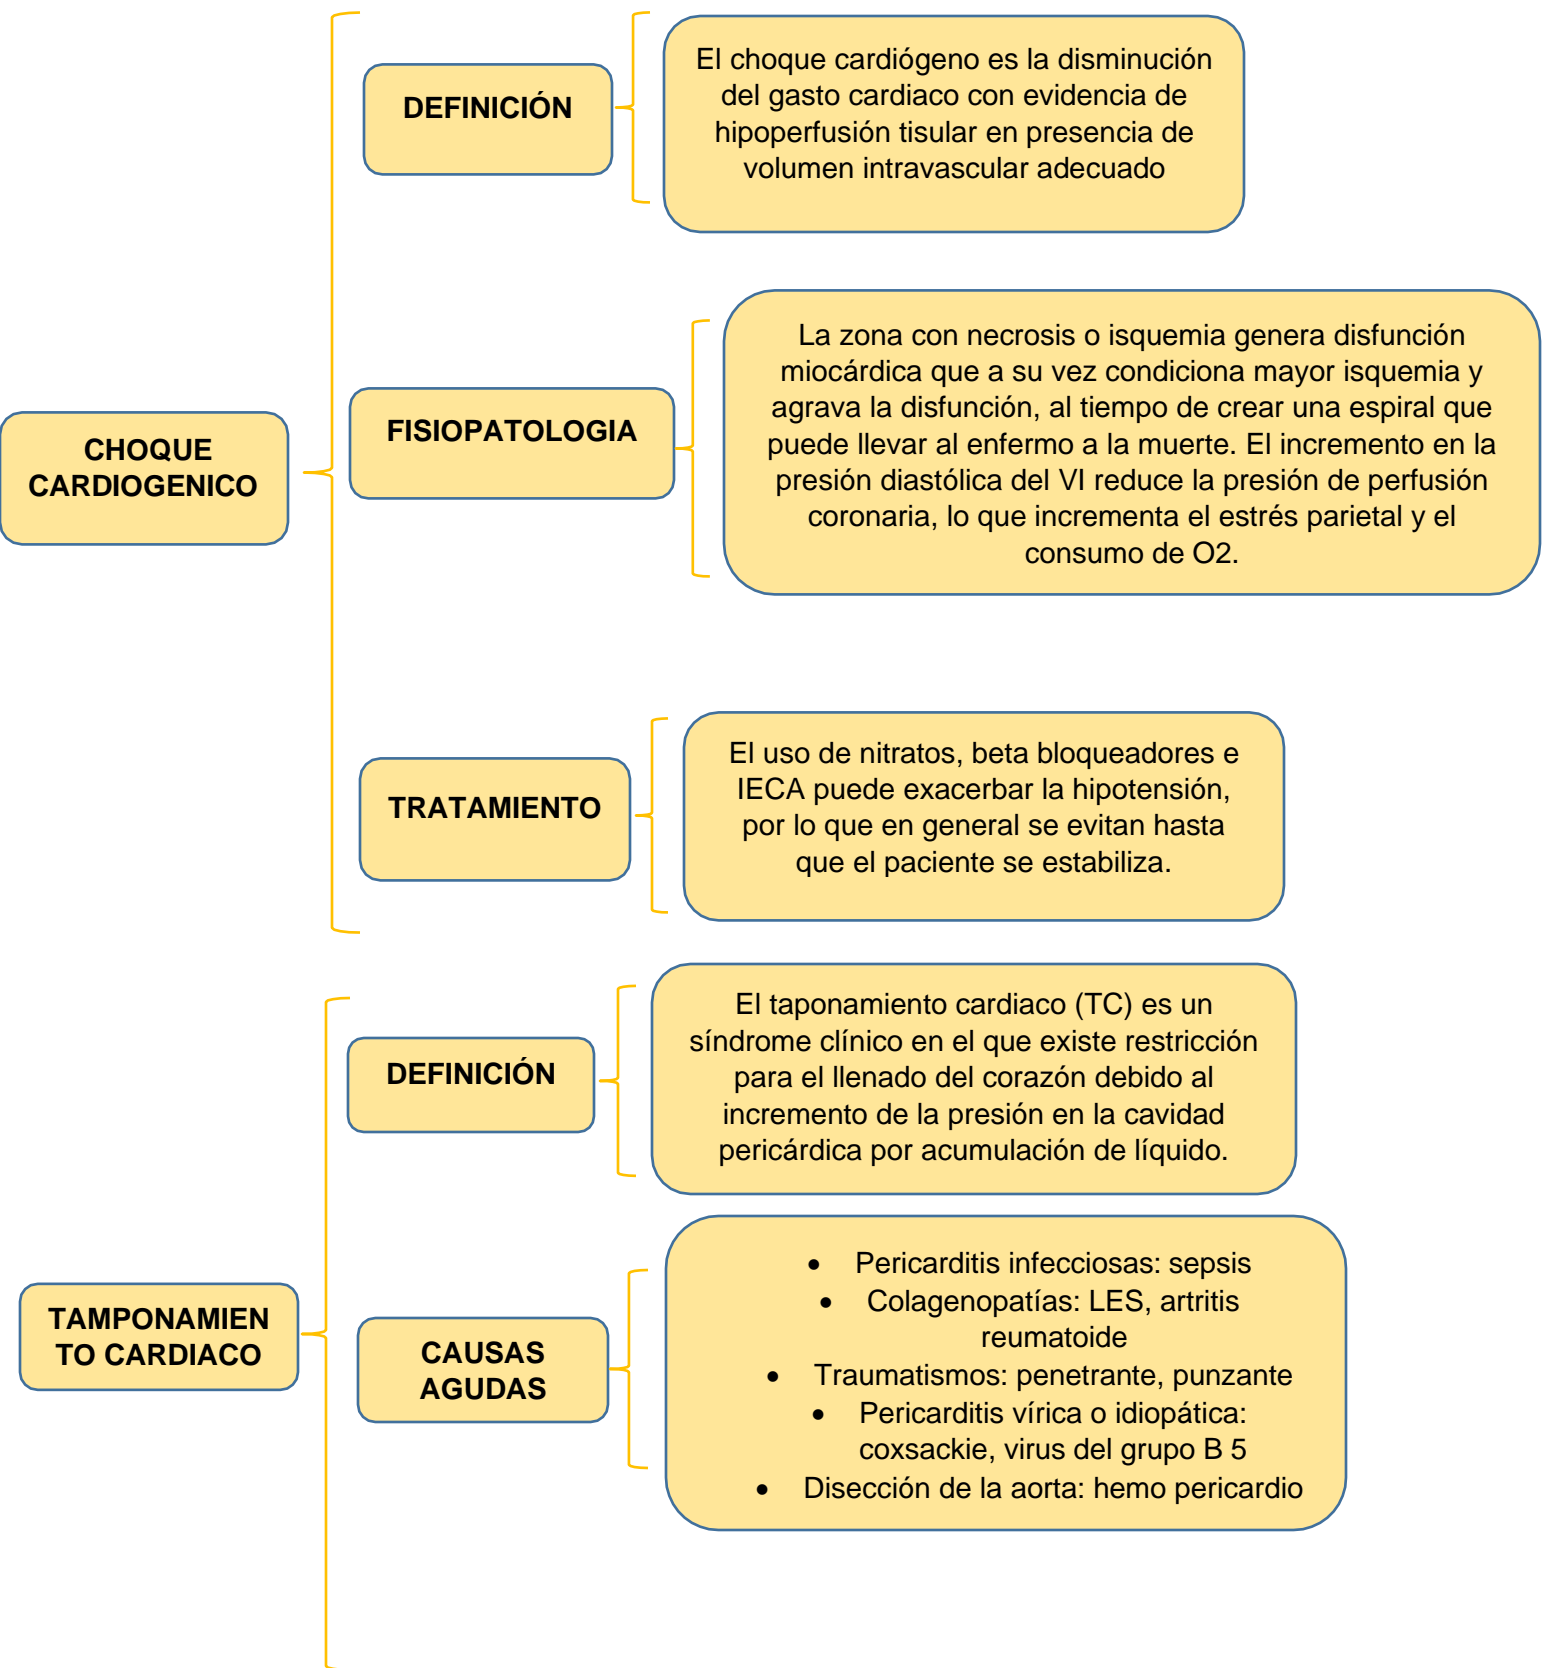 CHOQUE
CARDIOGENICO
DEFINICIÓN
El choque cardiógeno es la disminución
del gasto cardiaco con evidencia de
hipoperfusión tisular en presencia de
volumen intravascular adecuado
FISIOPATOLOGIA
La zona con necrosis o isquemia genera disfunción
miocárdica que a su vez condiciona mayor isquemia y
agrava la disfunción, al tiempo de crear una espiral que
puede llevar al enfermo a la muerte. El incremento en la
presión diastólica del VI reduce la presión de perfusión
coronaria, lo que incrementa el estrés parietal y el
consumo de O2.
TRATAMIENTO
El uso de nitratos, beta bloqueadores e
IECA puede exacerbar la hipotensión,
por lo que en general se evitan hasta
que el paciente se estabiliza.
TAMPONAMIEN
TO CARDIACO
DEFINICIÓN
El taponamiento cardiaco (TC) es un
síndrome clínico en el que existe restricción
para el llenado del corazón debido al
incremento de la presión en la cavidad
pericárdica por acumulación de líquido.
CAUSAS
AGUDAS
• Pericarditis infecciosas: sepsis
• Colagenopatías: LES, artritis
reumatoide
• Traumatismos: penetrante, punzante
• Pericarditis vírica o idiopática:
coxsackie, virus del grupo B 5
• Disección de la aorta: hemo pericardio